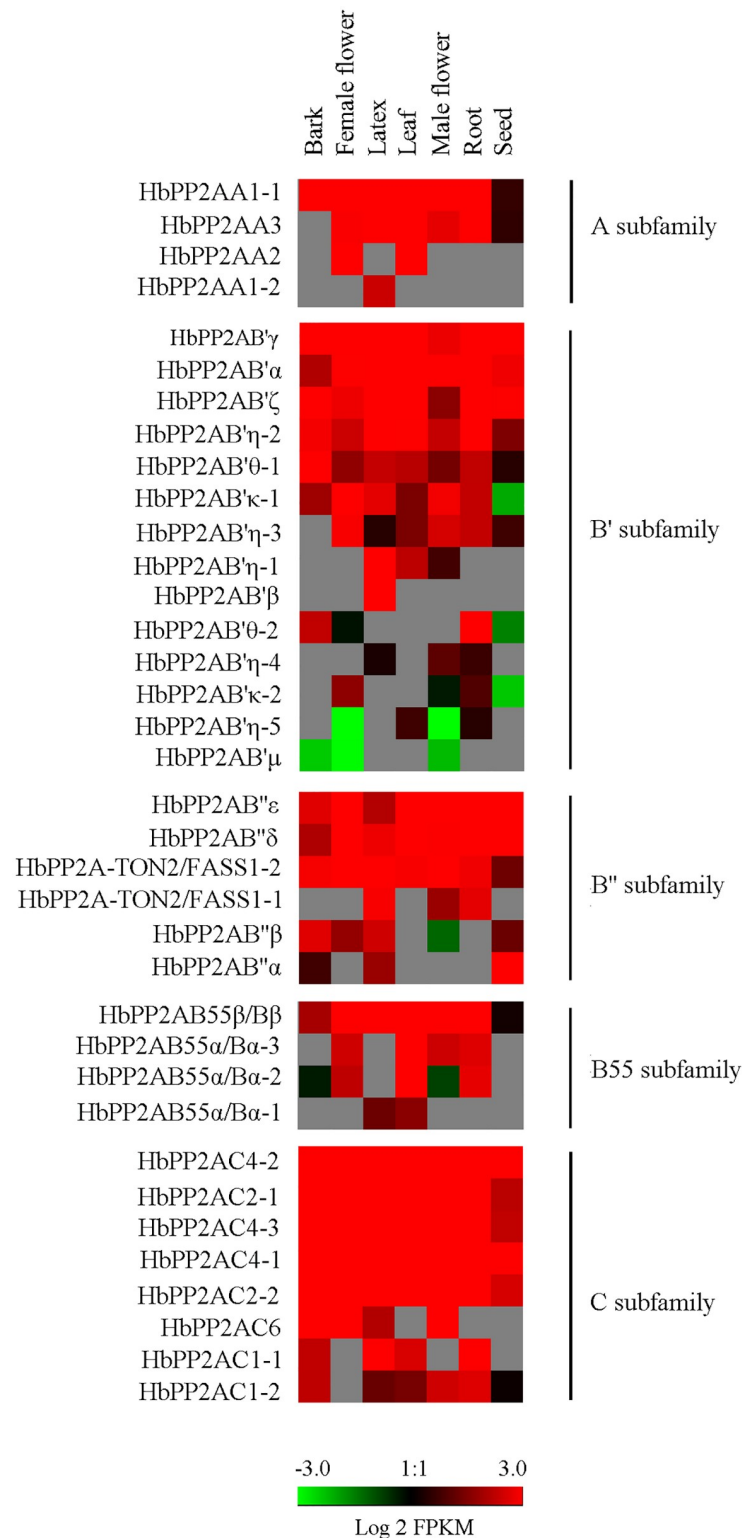 Bark
Female flower
Latex
Leaf
Male flower
Root
Seed
HbPP2AA1-1
HbPP2AA3
HbPP2AA2
HbPP2AA1-2
A subfamily
HbPP2AB'γ
HbPP2AB'α
HbPP2AB'ζ
HbPP2AB'η-2
HbPP2AB'θ-1
HbPP2AB'κ-1
HbPP2AB'η-3
HbPP2AB'η-1
HbPP2AB'β
HbPP2AB'θ-2
HbPP2AB'η-4
HbPP2AB'κ-2
HbPP2AB'η-5
HbPP2AB'μ
B' subfamily
HbPP2AB"ε
HbPP2AB"δ
HbPP2A-TON2/FASS1-2
HbPP2A-TON2/FASS1-1
HbPP2AB"β
HbPP2AB"α
B" subfamily
HbPP2AB55β/Bβ
HbPP2AB55α/Bα-3
HbPP2AB55α/Bα-2
HbPP2AB55α/Bα-1
B55 subfamily
HbPP2AC4-2
HbPP2AC2-1
HbPP2AC4-3
HbPP2AC4-1
HbPP2AC2-2
HbPP2AC6
HbPP2AC1-1
HbPP2AC1-2
C subfamily
-3.0 1:1 3.0
Log 2 FPKM